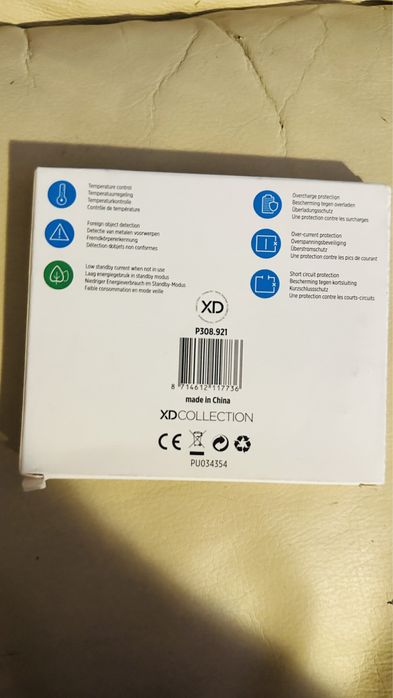 Temperature control
Temperatuurregeling
Temperaturkontrolle
Contrôle de température
Foreign object detection
Detectie van metalen voorwerpen
Fremdkörpererkennung
Détection dobjets non conformes
Low standby current when not in use
Laag energiegebruik in standby modus
Niedriger Energieverbrauch im Standby-Modus
Faible consommation en mode veille
Overcharge protection
Bescherming tegen overladen
Überladungsschutz
Une protection contre les surcharges
Over-current protection
Overspanningsbeveiliging
Überstromschutz
Une protection contre les pics de courant
Short circuit protection
Bescherming tegen kortsluiting
Kurzschlussschutz
Une protection contre les courts-circuits
XD
P308.921
8 714612 117736
made in China
XDCOLLECTION
CE
PU034354